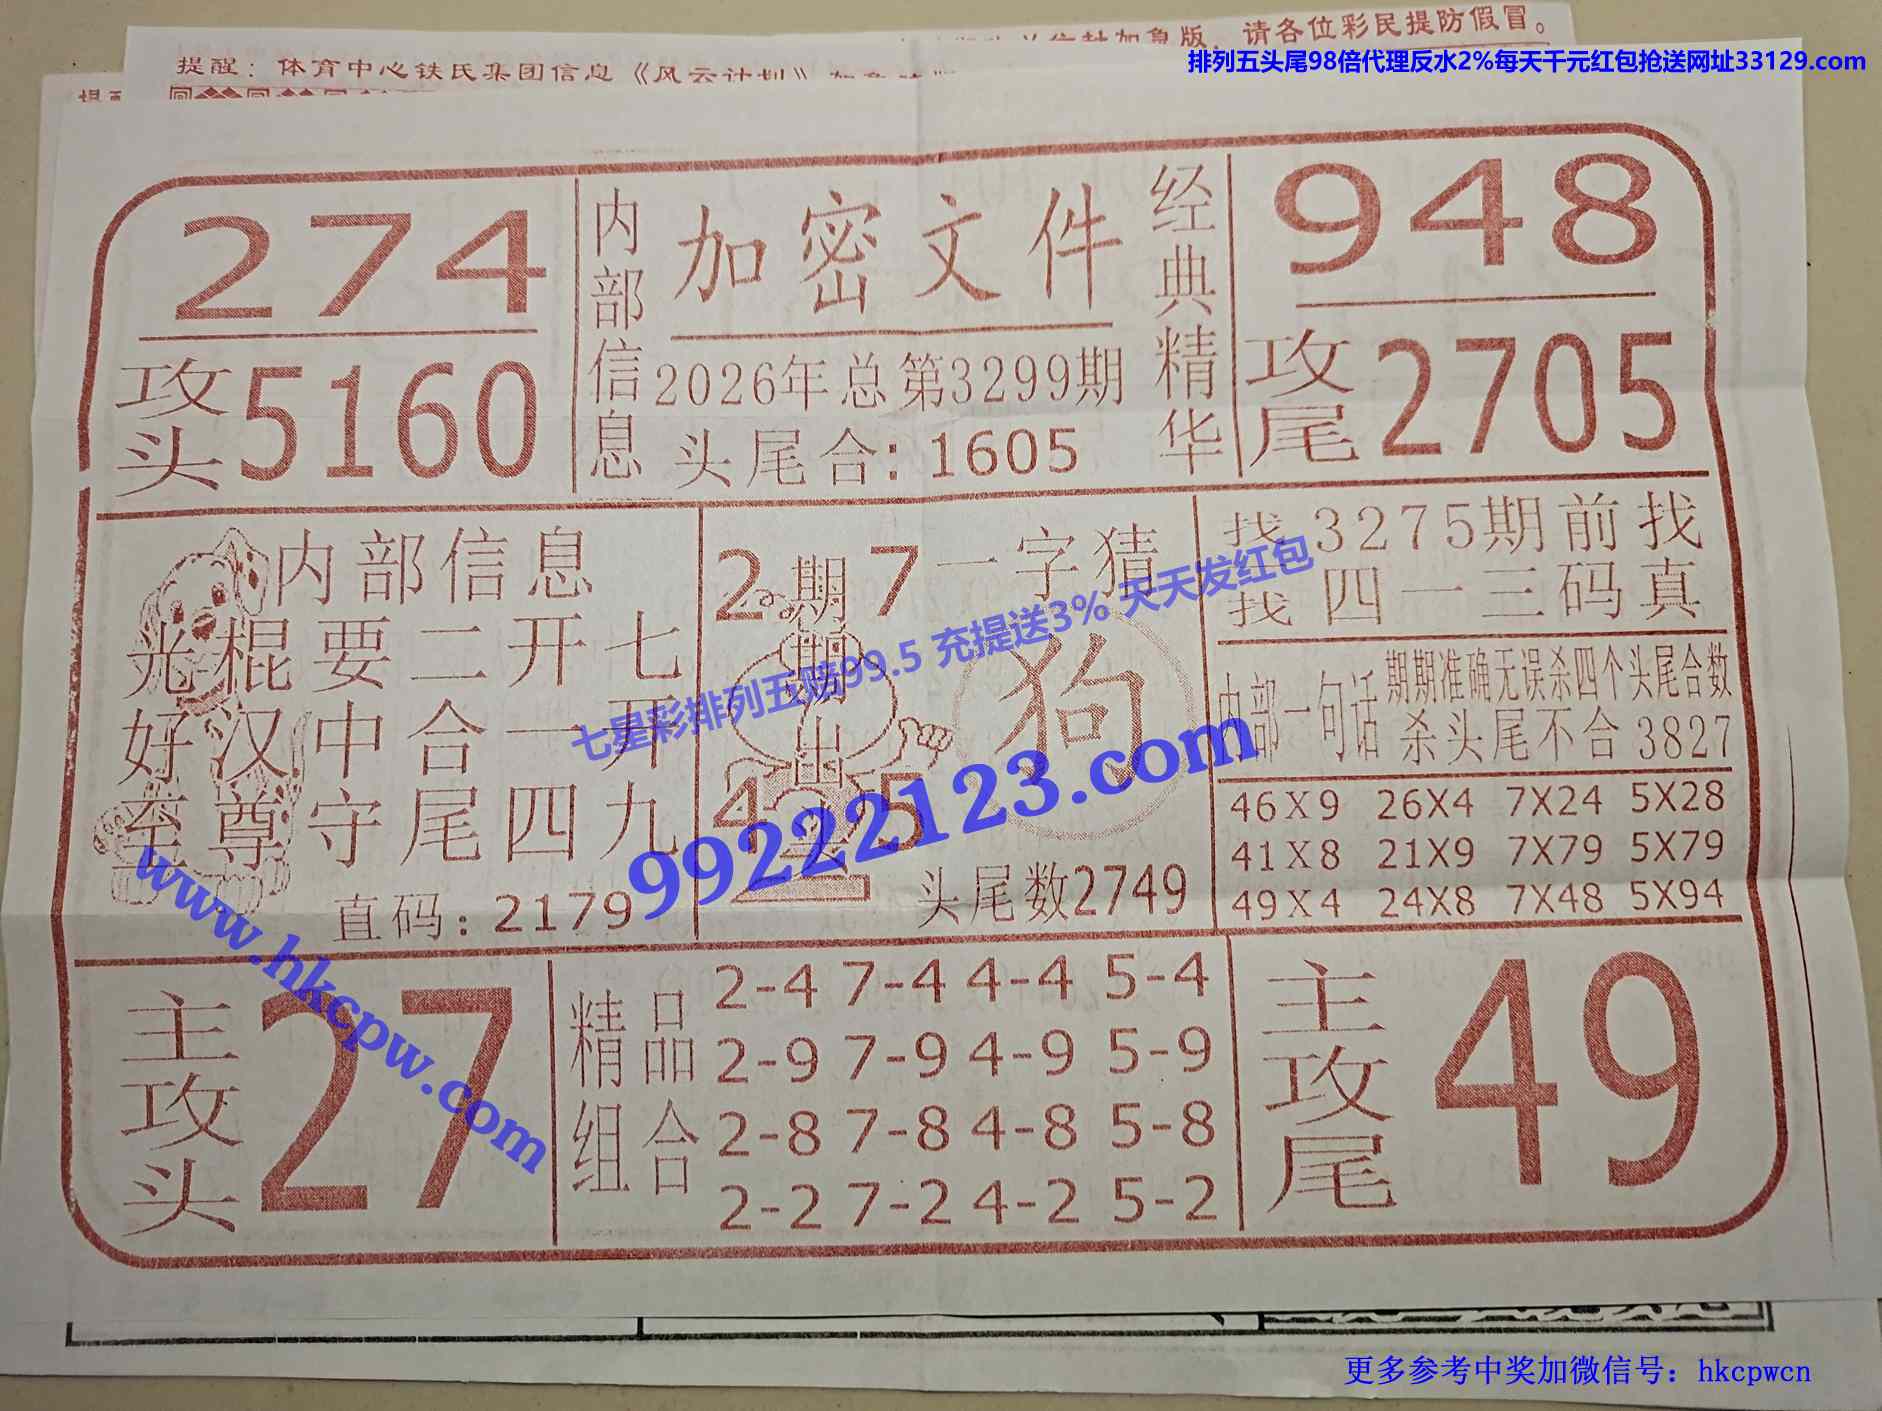 排列五头尾98倍代理反水2%每天千元红包抢送网址33129.com
请各位彩民提防假冒。
提醒：体育中心铁氏集团信息《风云计划》
274
攻头5160
内部信息
加密文件
2026年总第3299期
头尾合：1605
经典精华
948
攻尾2705
内部信息
光棍要二开七
好汉中合一开
至尊守尾四九
直码：2179
2期7
期
出
4 5
一字猜
狗
头尾数2749
找3275期前找
找四一三码真
内部一句话
期期准确无误杀四个头尾合数
杀头尾不合3827
46X9 26X4 7X24 5X28
41X8 21X9 7X79 5X79
49X4 24X8 7X48 5X94
主攻头
27
精品组合
2-4 7-4 4-4 5-4
2-9 7-9 4-9 5-9
2-8 7-8 4-8 5-8
2-2 7-2 4-2 5-2
主攻尾
49
七星彩排列五赔99.5 充提送3% 天天发红包
99222123.com
www.hkcpw.com
更多参考中奖加微信号：hkcpwcn